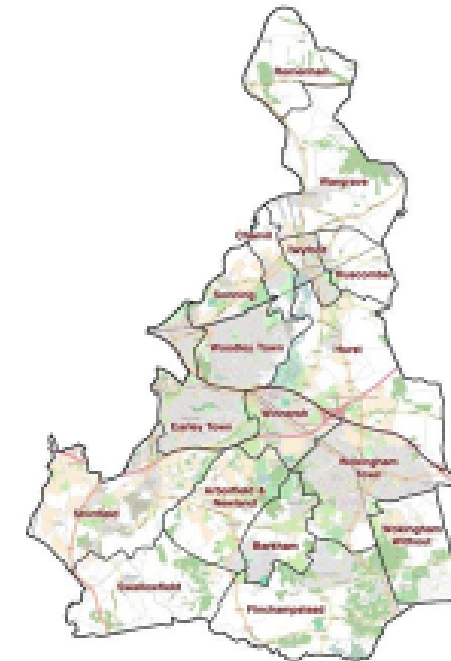 Remenham
Wargrave
Charvil
Twyford
Ruscombe
Sonning
Woodley Town
Hurst
Earley Town
Winnersh
Wokingham
Town
Arborfield &
Newland
Shinfield
Barkham
Wokingham
Without
Swallowfield
Finchampstead